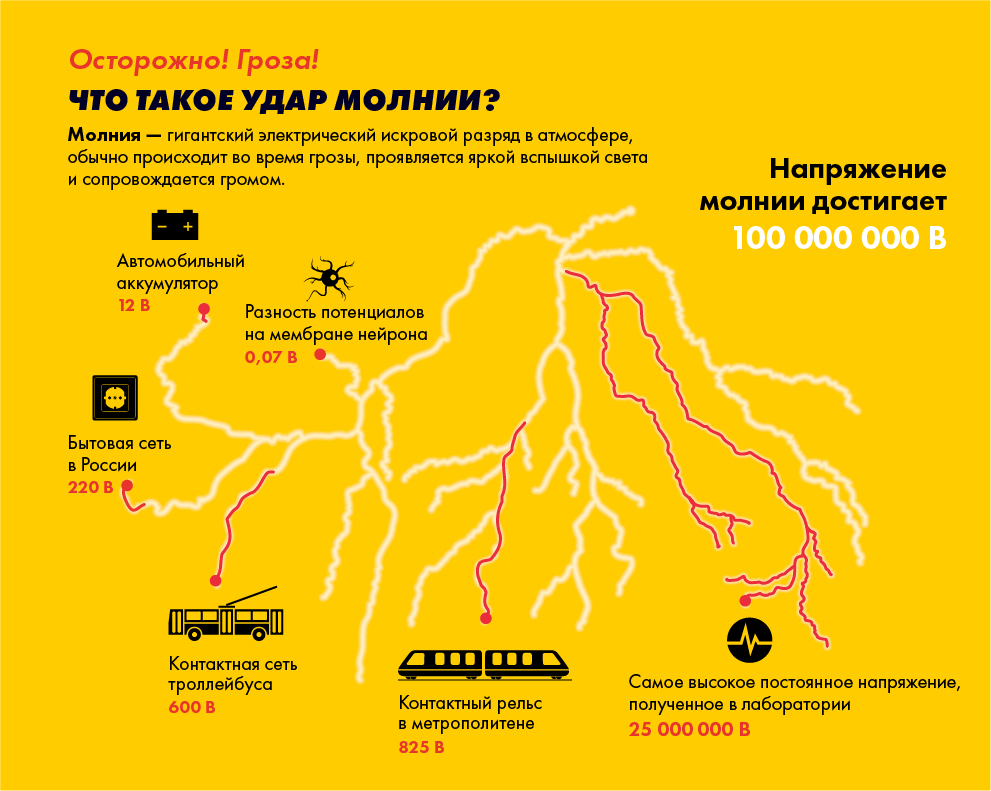 Осторожно! Гроза!
ЧТО ТАКОЕ УДАР МОЛНИИ?
Молния — гигантский электрический искровой разряд в атмосфере,
обычно происходит во время грозы, проявляется яркой вспышкой света
и сопровождается громом.
Напряжение
молнии достигает
100 000 000 В
Автомобильный
аккумулятор
12 В
Разность потенциалов
на мембране нейрона
0,07 В
Бытовая сеть
в России
220 В
Контактная сеть
троллейбуса
600 В
Контактный рельс
в метрополитене
825 В
Самое высокое постоянное напряжение,
полученное в лаборатории
25 000 000 В